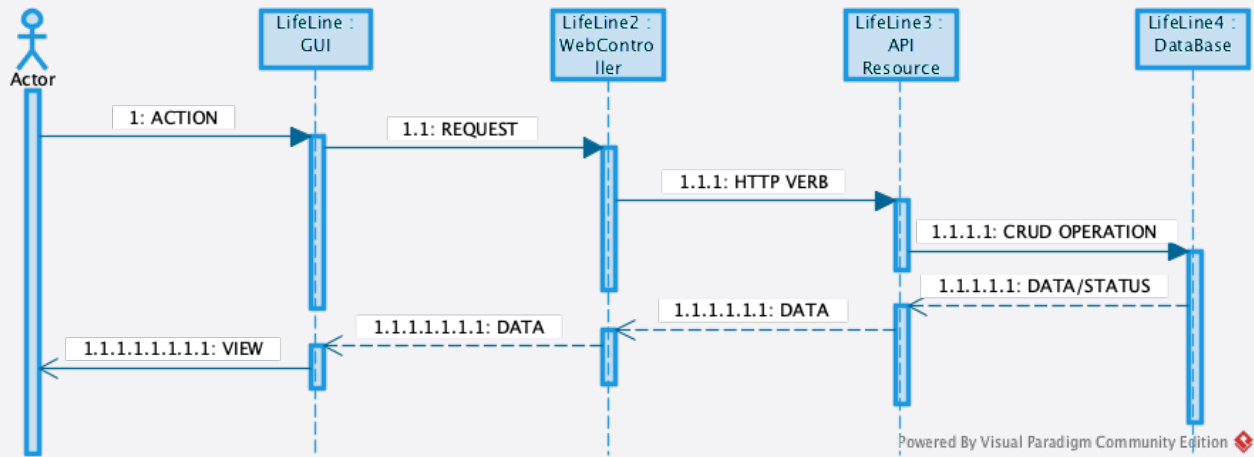 Actor
LifeLine :
GUI
LifeLine2 :
WebContro
ller
LifeLine3 :
API
Resource
LifeLine4 :
DataBase
1: ACTION
1.1: REQUEST
1.1.1: HTTP VERB
1.1.1.1: CRUD OPERATION
1.1.1.1.1: DATA/STATUS
1.1.1.1.1.1: DATA
1.1.1.1.1.1.1: DATA
1.1.1.1.1.1.1.1: VIEW
Powered By Visual Paradigm Community Edition